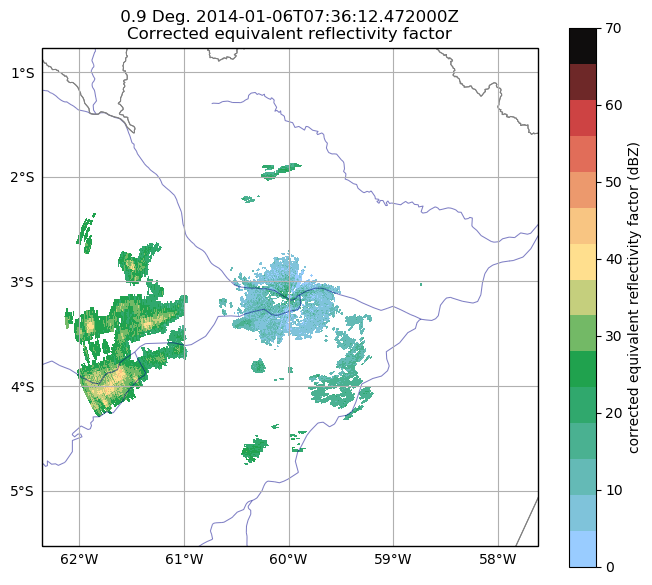 0.9 Deg. 2014-01-06T07:36:12.472000Z
Corrected equivalent reflectivity factor
1°S
2°S
3°S
4°S
5°S
62°W 61°W 60°W 59°W 58°W
70
60
50
40
30
20
10
0
corrected equivalent reflectivity factor (dBZ)